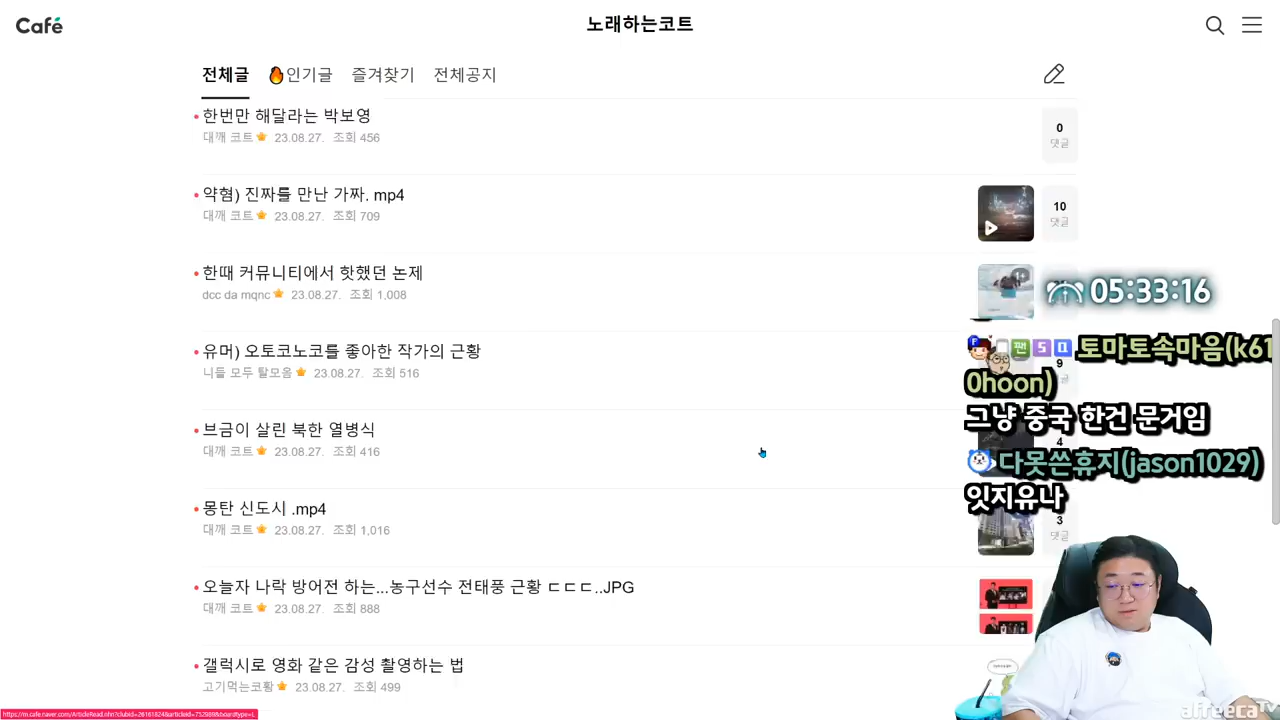 Café
노래하는코트
전체글 🔥인기글 즐겨찾기 전체공지
한번만 해달라는 박보영
대깨 코트 23.08.27. 조회 456
0
댓글
약혐) 진짜를 만난 가짜. mp4
대깨 코트 23.08.27. 조회 709
10
댓글
한때 커뮤니티에서 핫했던 논제
dcc da mqnc 23.08.27. 조회 1,008
05:33:16
유머) 오토코노코를 좋아한 작가의 근황
니들 모두 탈모옴 23.08.27. 조회 516
9
팬 S Q 토마토속마음(k61
0hoon)
그냥 중국 한건 문거임
브금이 살린 북한 열병식
대깨 코트 23.08.27. 조회 416
4
다못쓴휴지(jason1029)
잇지유나
몽탄 신도시 .mp4
대깨 코트 23.08.27. 조회 1,016
3
댓글
오늘자 나락 방어전 하는...농구선수 전태풍 근황 ㄷㄷㄷ..JPG
대깨 코트 23.08.27. 조회 888
갤럭시로 영화 같은 감성 촬영하는 법
고기먹는코황 23.08.27. 조회 499
afreecaTV